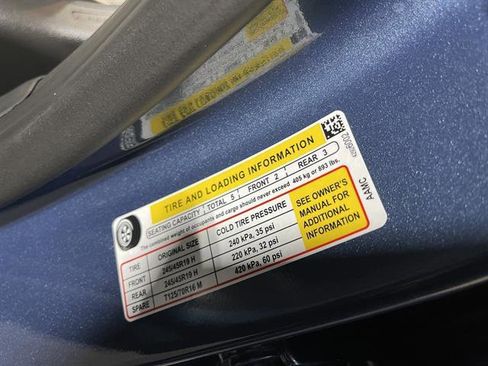 TIRE AND LOADING INFORMATION
SEATING CAPACITY TOTAL 5 FRONT 2 REAR 3
The combined weight of occupants and cargo should never exceed 405 kg or 893 lbs.
TIRE ORIGINAL SIZE COLD TIRE PRESSURE
FRONT 245/45R19 H 240 kPa, 35 psi
REAR 245/45R19 H 220 kPa, 32 psi
SPARE T125/70R16 M 420 kPa, 60 psi
SEE OWNER'S
MANUAL FOR
ADDITIONAL
INFORMATION
AAMC